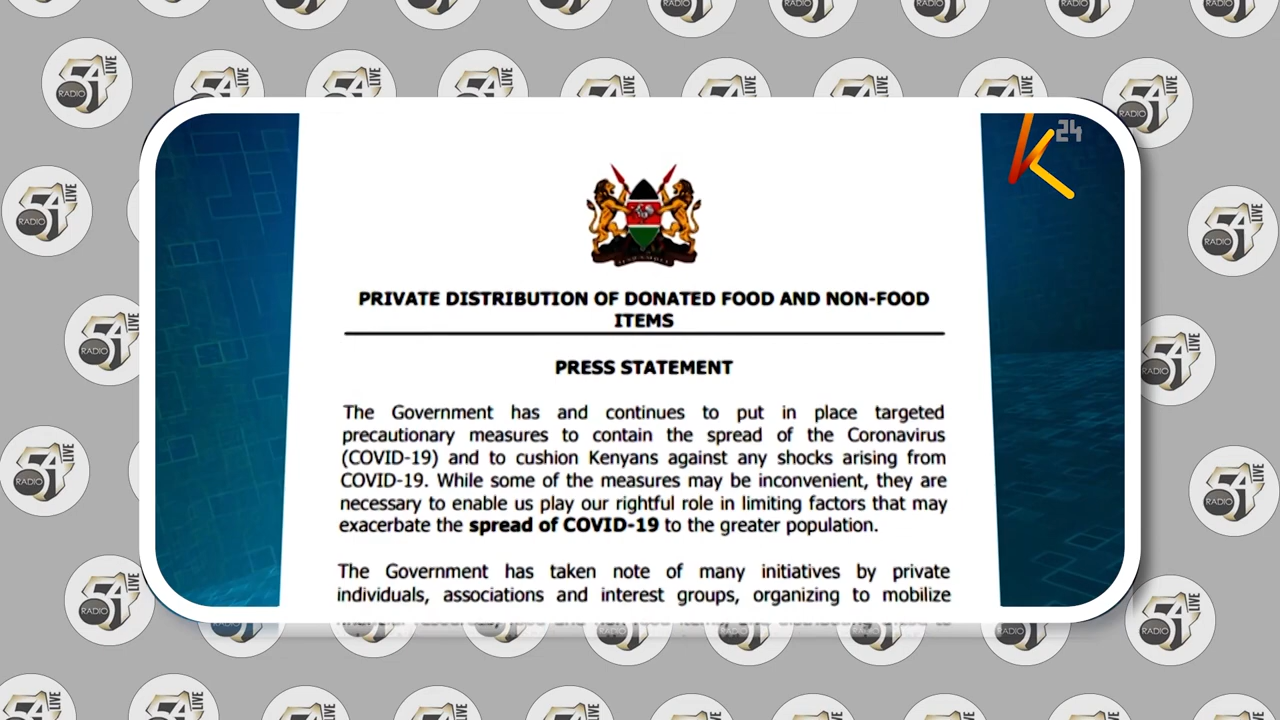 24
PRIVATE DISTRIBUTION OF DONATED FOOD AND NON-FOOD
ITEMS
PRESS STATEMENT
The Government has and continues to put in place targeted
precautionary measures to contain the spread of the Coronavirus
(COVID-19) and to cushion Kenyans against any shocks arising from
COVID-19. While some of the measures may be inconvenient, they are
necessary to enable us play our rightful role in limiting factors that may
exacerbate the spread of COVID-19 to the greater population.
The Government has taken note of many initiatives by private
individuals, associations and interest groups, organizing to mobilize
RADIO 54 LIVE